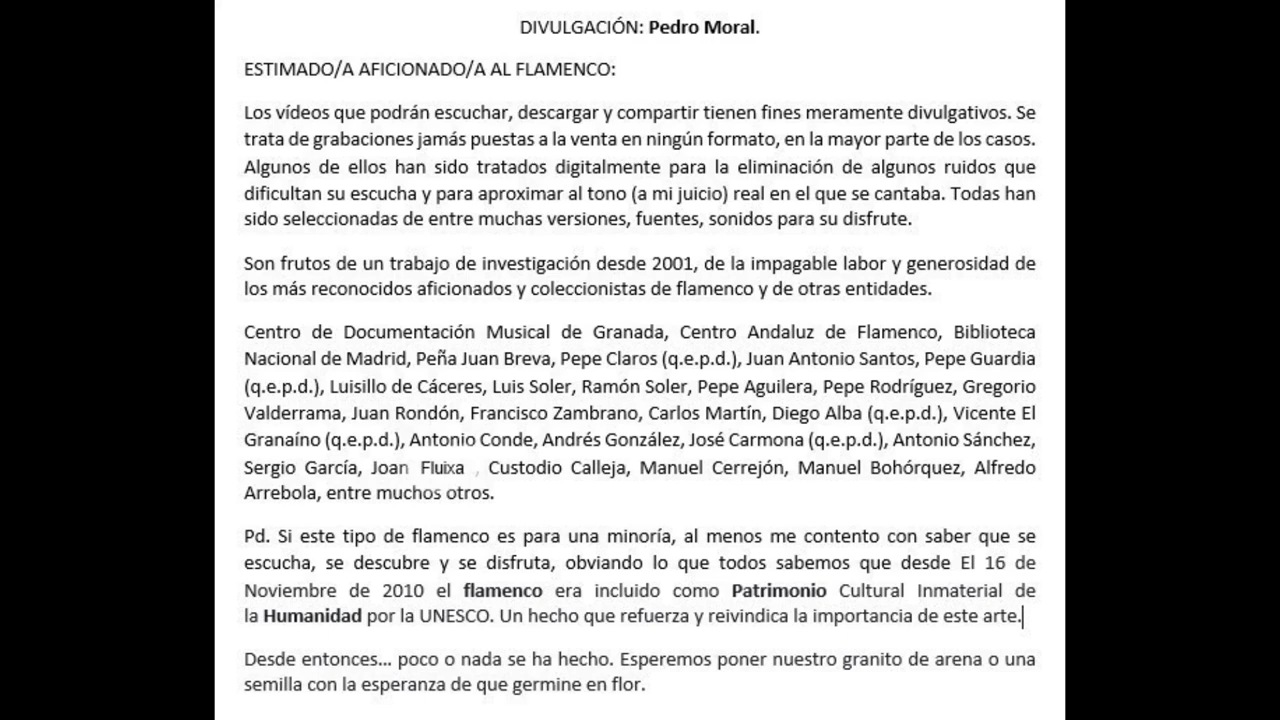 DIVULGACIÓN: Pedro Moral.
ESTIMADO/A AFICIONADO/A AL FLAMENCO:
Los vídeos que podrán escuchar, descargar y compartir tienen fines meramente divulgativos. Se
trata de grabaciones jamás puestas a la venta en ningún formato, en la mayor parte de los casos.
Algunos de ellos han sido tratados digitalmente para la eliminación de algunos ruidos que
dificultan su escucha y para aproximar al tono (a mi juicio) real en el que se cantaba. Todas han
sido seleccionadas de entre muchas versiones, fuentes, sonidos para su disfrute.
Son frutos de un trabajo de investigación desde 2001, de la impagable labor y generosidad de
los más reconocidos aficionados y coleccionistas de flamenco y de otras entidades.
Centro de Documentación Musical de Granada, Centro Andaluz de Flamenco, Biblioteca
Nacional de Madrid, Peña Juan Breva, Pepe Claros (q.e.p.d.), Juan Antonio Santos, Pepe Guardia
(q.e.p.d.), Luisillo de Cáceres, Luis Soler, Ramón Soler, Pepe Aguilera, Pepe Rodríguez, Gregorio
Valderrama, Juan Rondón, Francisco Zambrano, Carlos Martín, Diego Alba (q.e.p.d.), Vicente El
Granaíno (q.e.p.d.), Antonio Conde, Andrés González, José Carmona (q.e.p.d.), Antonio Sánchez,
Sergio García, Joan Fluixa , Custodio Calleja, Manuel Cerrejón, Manuel Bohórquez, Alfredo
Arrebola, entre muchos otros.
Pd. Si este tipo de flamenco es para una minoría, al menos me contento con saber que se
escucha, se descubre y se disfruta, obviando lo que todos sabemos que desde El 16 de
Noviembre de 2010 el flamenco era incluido como Patrimonio Cultural Inmaterial de
la Humanidad por la UNESCO. Un hecho que refuerza y reivindica la importancia de este arte.
Desde entonces... poco o nada se ha hecho. Esperemos poner nuestro granito de arena o una
semilla con la esperanza de que germine en flor.